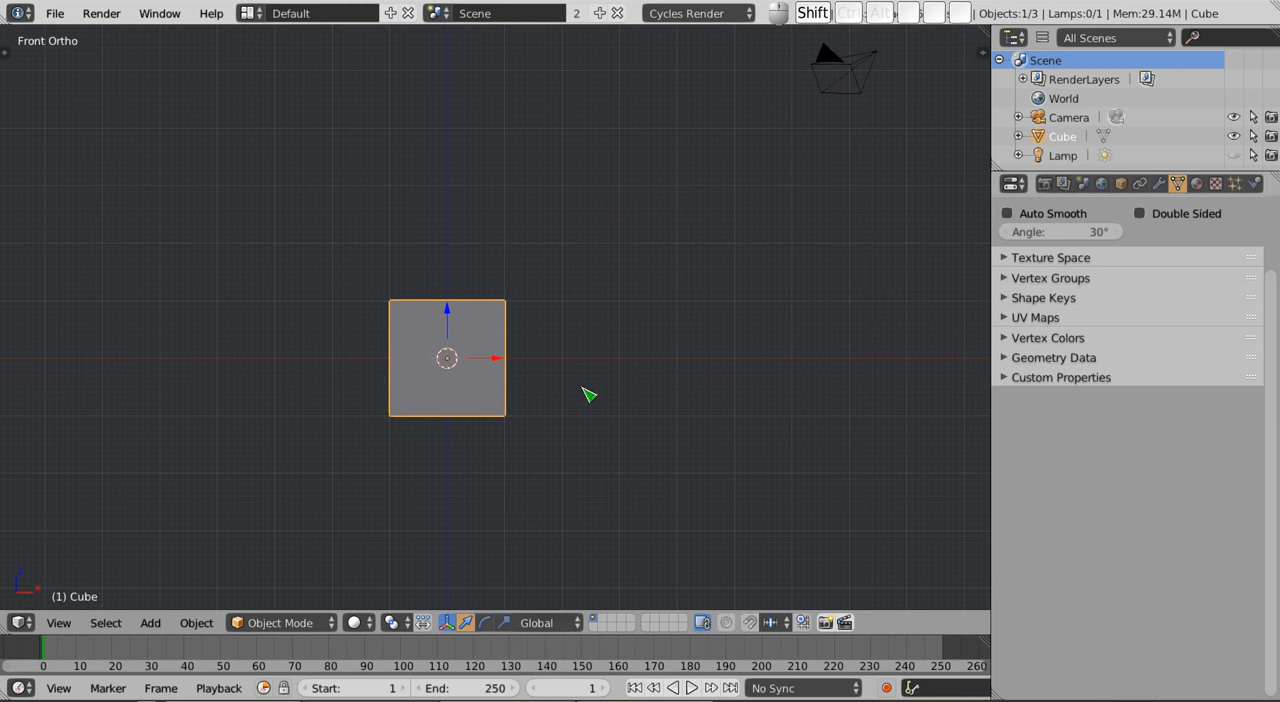 File Render Window Help Default Scene 2 Cycles Render Shift Ctrl Alt | Objects:1/3 | Lamps:0/1 | Mem:29.14M | Cube
Front Ortho
All Scenes
Scene
RenderLayers
World
Camera
Cube
Lamp
Auto Smooth Double Sided
Angle: 30°
Texture Space
Vertex Groups
Shape Keys
UV Maps
Vertex Colors
Geometry Data
Custom Properties
(1) Cube
View Select Add Object Object Mode Global
0 10 20 30 40 50 60 70 80 90 100 110 120 130 140 150 160 170 180 190 200 210 220 230 240 250 260
View Marker Frame Playback Start: 1 End: 250 1 No Sync